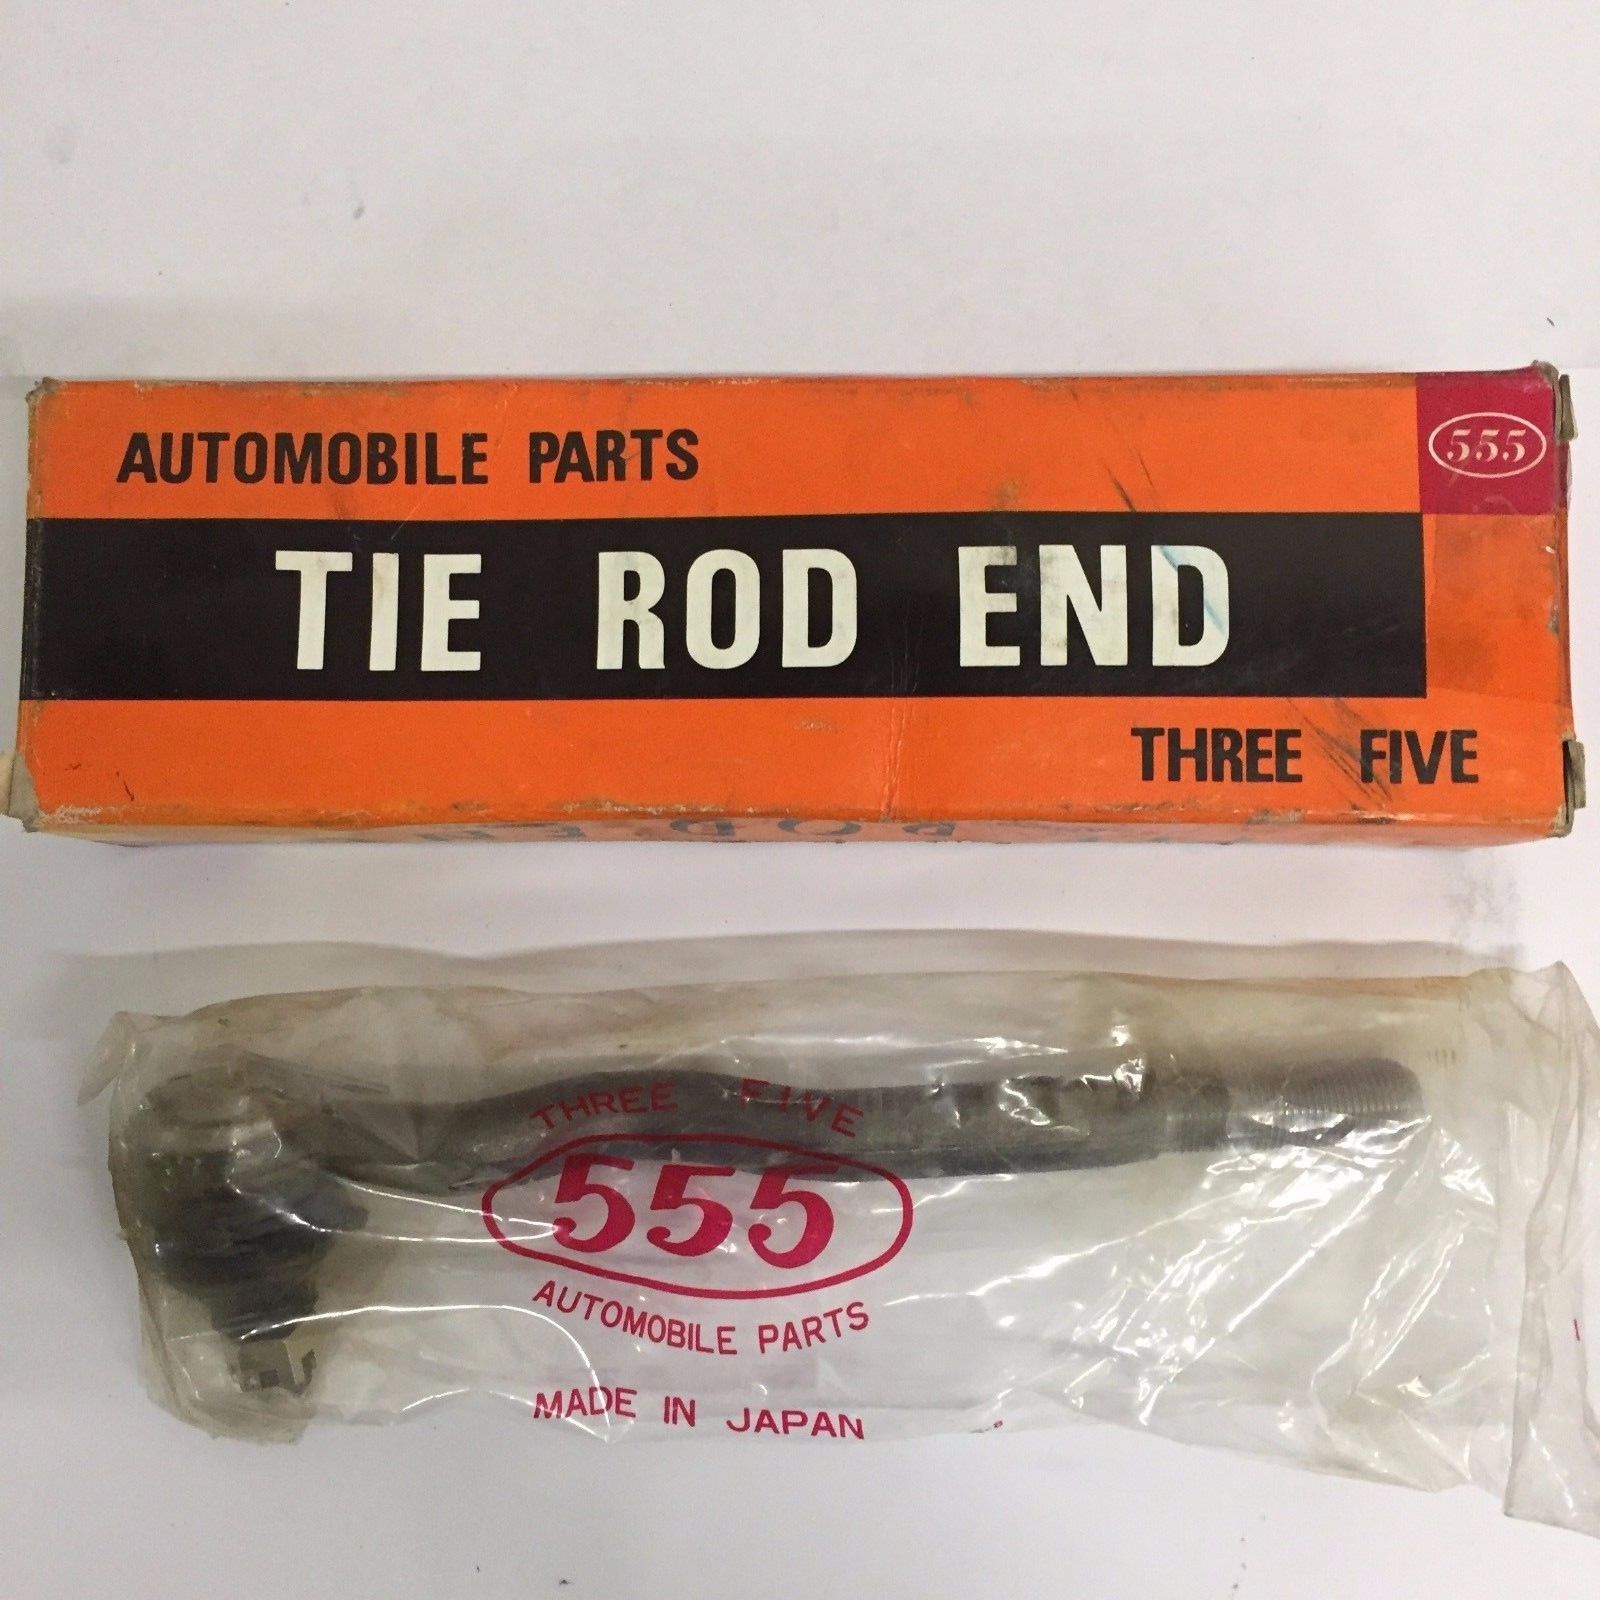 AUTOMOBILE PARTS
555
TIE ROD END
THREE FIVE
THREE FIVE
555
AUTOMOBILE PARTS
MADE IN JAPAN